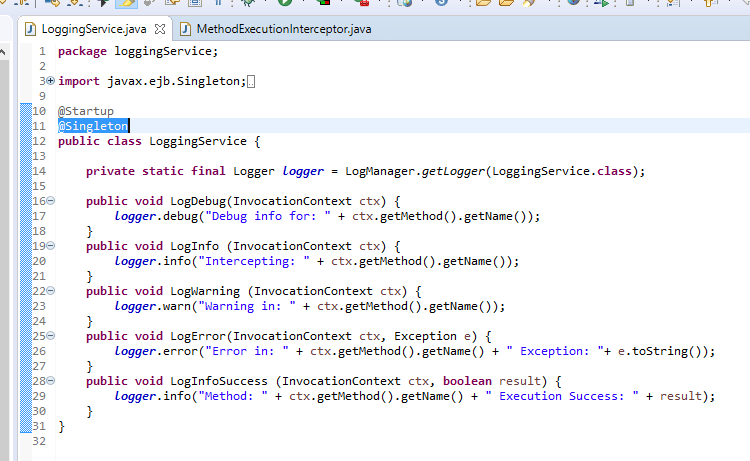 LoggingService.java
MethodExecutionInterceptor.java
1 package loggingService;
2
3 import javax.ejb.Singleton;
9
10 @Startup
11 @Singleton
12 public class LoggingService {
13
14     private static final Logger logger = LogManager.getLogger(LoggingService.class);
15
16     public void LogDebug(InvocationContext ctx) {
17         logger.debug("Debug info for: " + ctx.getMethod().getName());
18     }
19     public void LogInfo (InvocationContext ctx) {
20         logger.info("Intercepting: " + ctx.getMethod().getName());
21     }
22     public void LogWarning (InvocationContext ctx) {
23         logger.warn("Warning in: " + ctx.getMethod().getName());
24     }
25     public void LogError(InvocationContext ctx, Exception e) {
26         logger.error("Error in: " + ctx.getMethod().getName() + " Exception: "+ e.toString());
27     }
28     public void LogInfoSuccess (InvocationContext ctx, boolean result) {
29         logger.info("Method: " + ctx.getMethod().getName() + " Execution Success: " + result);
30     }
31 }
32